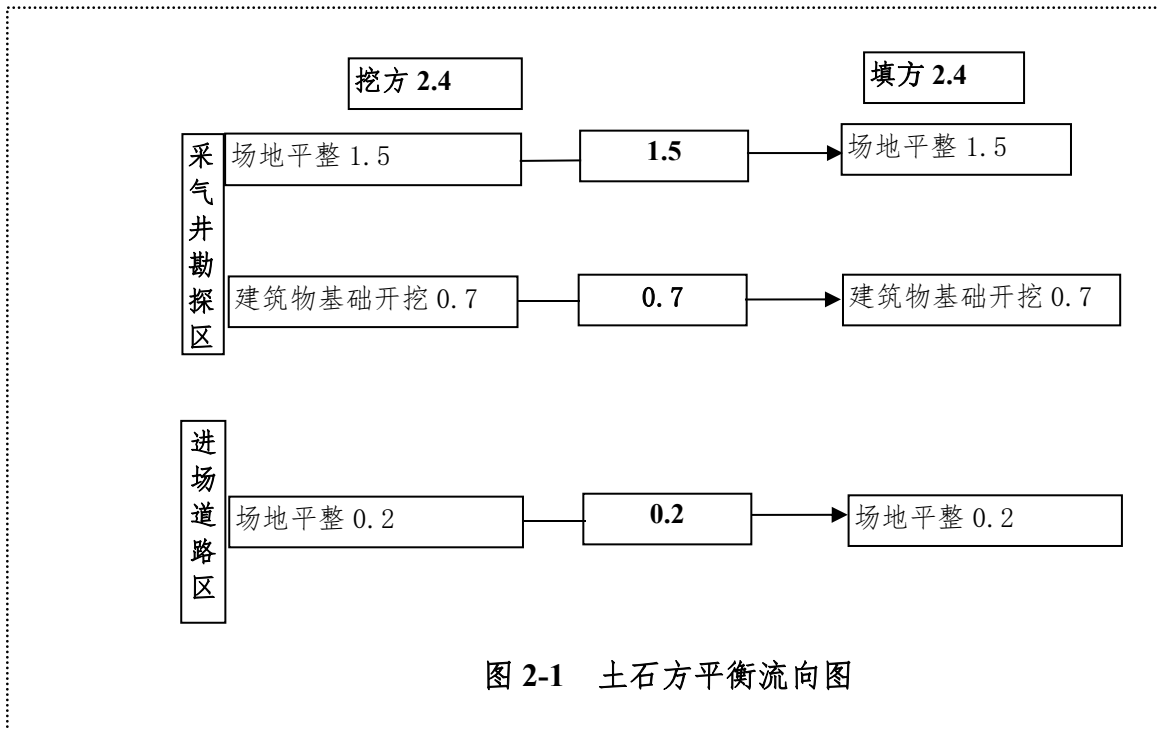 挖方 2.4
填方 2.4
采气井勘探区
场地平整 1.5
1.5
场地平整 1.5
建筑物基础开挖 0.7
0.7
建筑物基础开挖 0.7
进场道路区
场地平整 0.2
0.2
场地平整 0.2
图 2-1 土石方平衡流向图